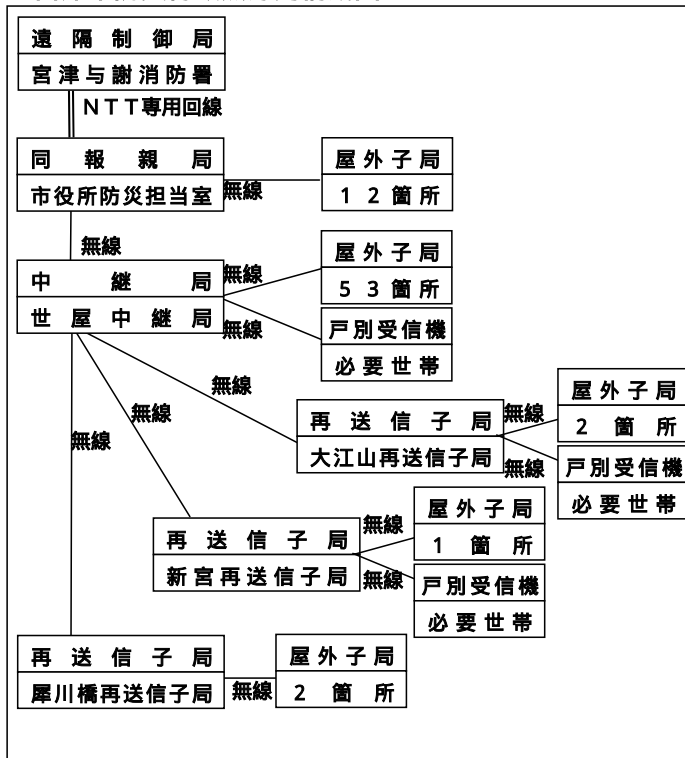 遠隔制御局
宮津与謝消防署
ＮＴＴ専用回線
同報親局
市役所防災担当室
無線
屋外子局
１２箇所
無線
中継局
世屋中継局
無線
無線
屋外子局
５３箇所
戸別受信機
必要世帯
無線
無線
無線
再送信子局
大江山再送信子局
無線
無線
屋外子局
２箇所
戸別受信機
必要世帯
再送信子局
新宮再送信子局
無線
無線
屋外子局
１箇所
戸別受信機
必要世帯
再送信子局
犀川橋再送信子局
無線
屋外子局
２箇所